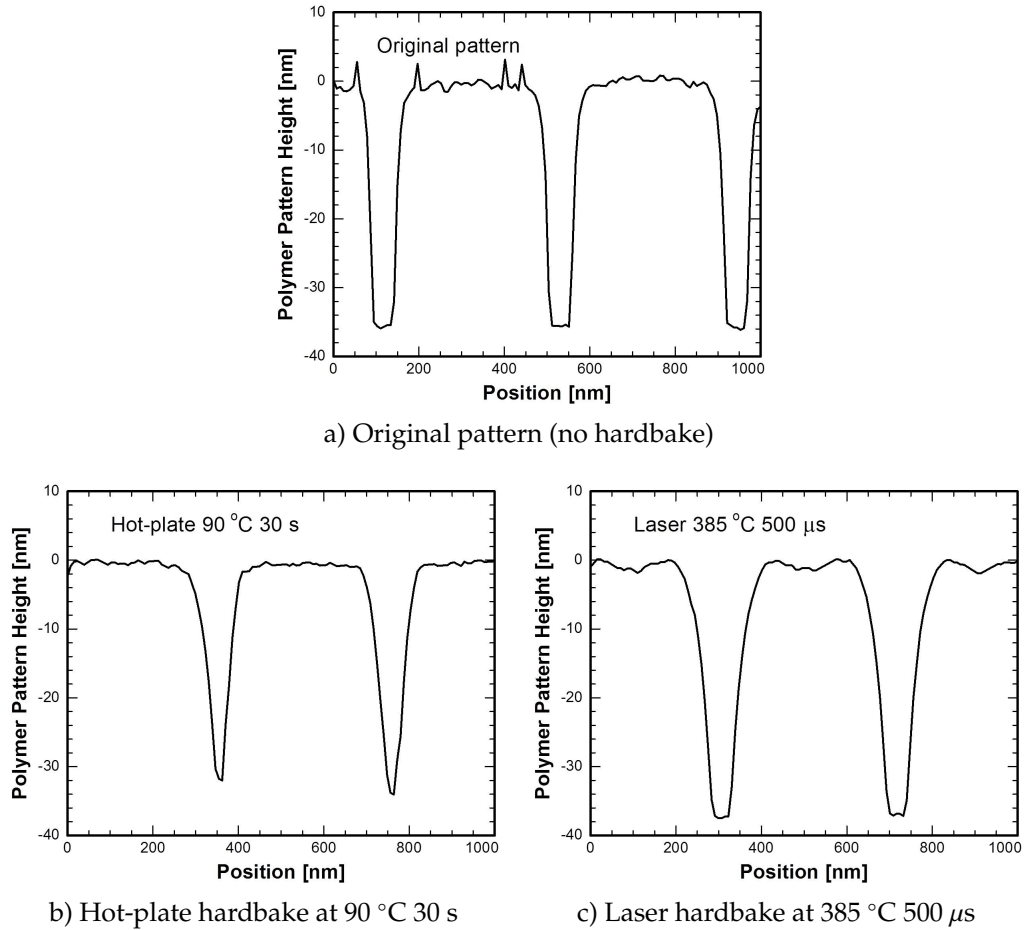 10
0
-10
-20
-30
-40
Polymer Pattern Height [nm]
Original pattern
0 200 400 600 800 1000
Position [nm]
a) Original pattern (no hardbake)
10
0
-10
-20
-30
-40
Polymer Pattern Height [nm]
Hot-plate 90 °C 30 s
0 200 400 600 800 1000
Position [nm]
b) Hot-plate hardbake at 90 °C 30 s
10
0
-10
-20
-30
-40
Polymer Pattern Height [nm]
Laser 385 °C 500 μs
0 200 400 600 800 1000
Position [nm]
c) Laser hardbake at 385 °C 500 μs